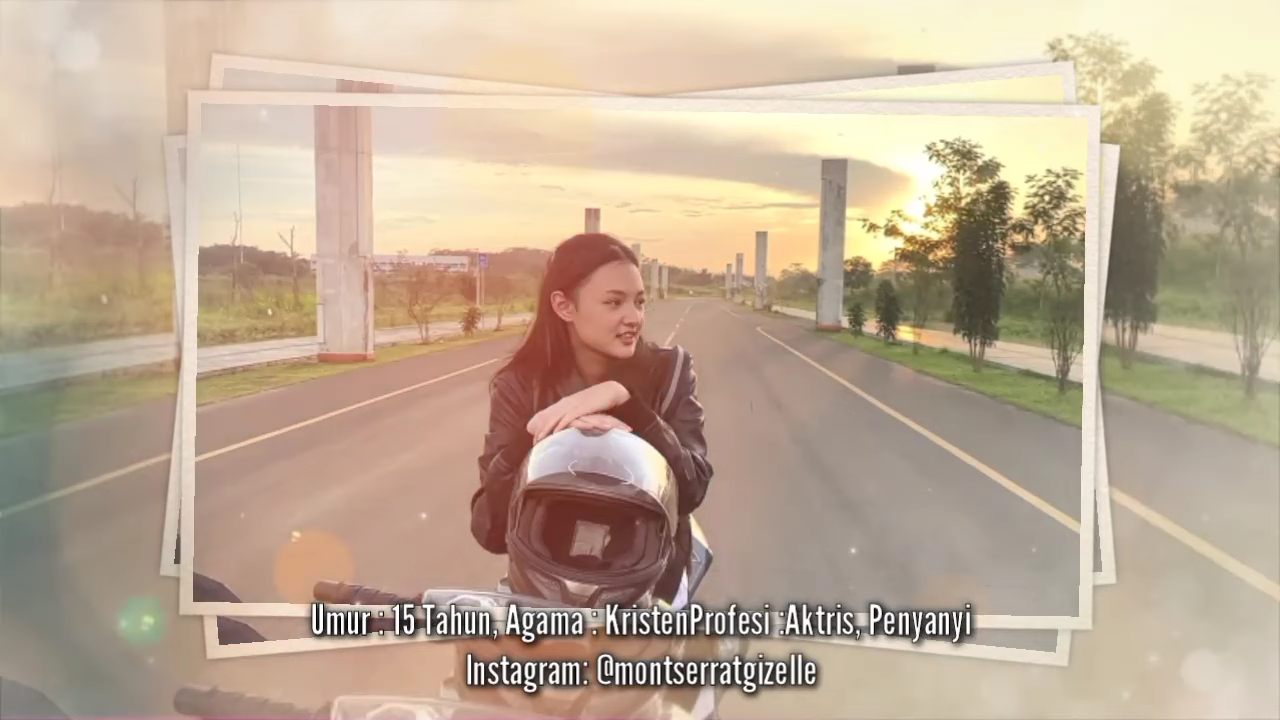 Umur : 15 Tahun, Agama : KristenProfesi :Aktris, Penyanyi
Instagram: @montserratgizelle